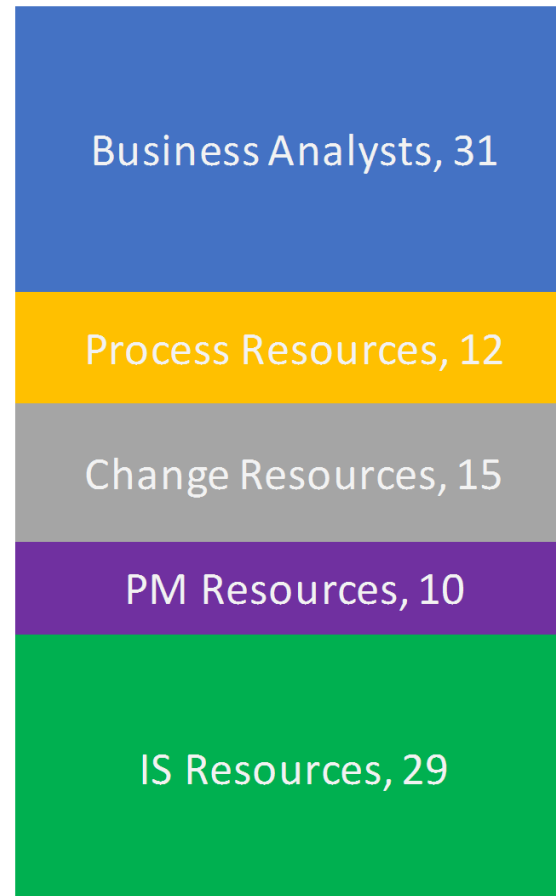 Business Analysts, 31
Process Resources, 12
Change Resources, 15
PM Resources, 10
IS Resources, 29